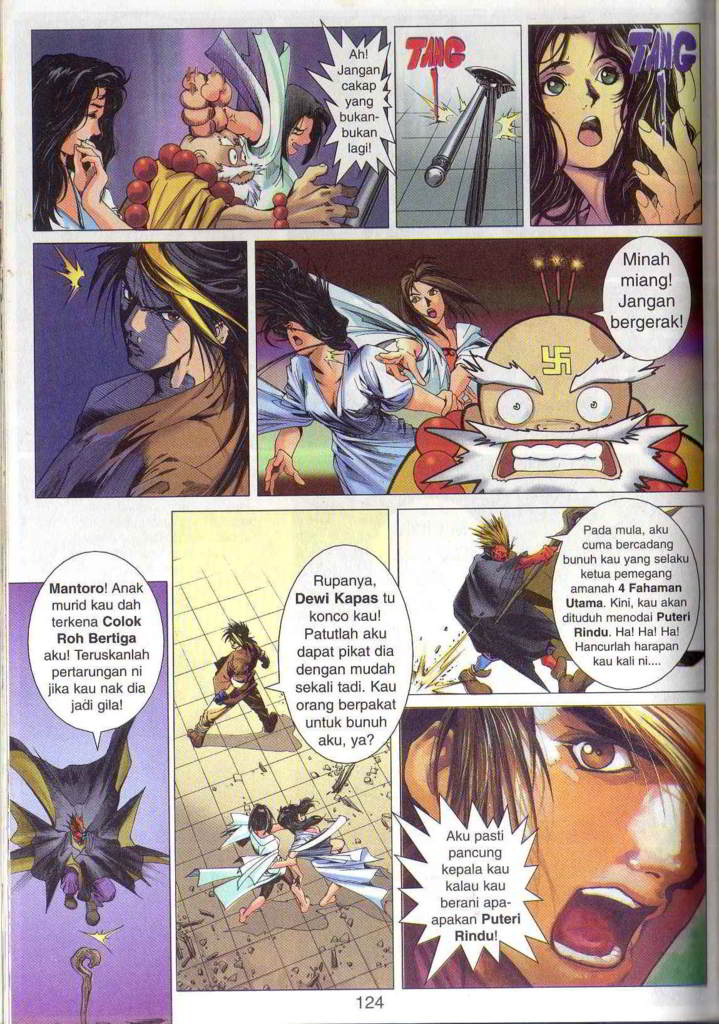 Ah!
Jangan
cakap
yang
bukan-
bukan
lagi!
TANG
TANG
Minah
miang!
Jangan
bergerak!
Mantoro! Anak
murid kau dah
terkena Colok
Roh Bertiga
aku! Teruskanlah
pertarungan ni
jika kau nak dia
jadi gila!
Rupanya,
Dewi Kapas tu
konco kau!
Patutlah aku
dapat pikat dia
dengan mudah
sekali tadi. Kau
orang berpakat
untuk bunuh
aku, ya?
Pada mula, aku
cuma bercadang
bunuh kau yang selaku
ketua pemegang
amanah 4 Fahaman
Utama. Kini, kau akan
dituduh menodai Puteri
Rindu. Ha! Ha! Ha!
Hancurlah harapan
kau kali ni....
Aku pasti
pancung
kepala kau
kalau kau
berani apa-
apakan Puteri
Rindu!
124